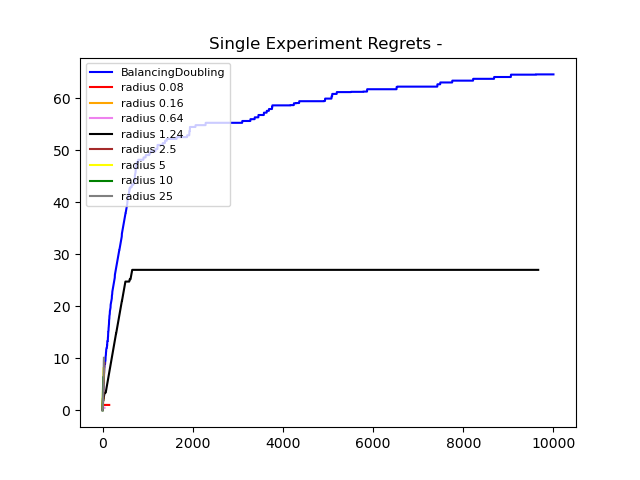 Single Experiment Regrets -
BalancingDoubling
radius 0.08
radius 0.16
radius 0.64
radius 1.24
radius 2.5
radius 5
radius 10
radius 25
60
50
40
30
20
10
0
0 2000 4000 6000 8000 10000